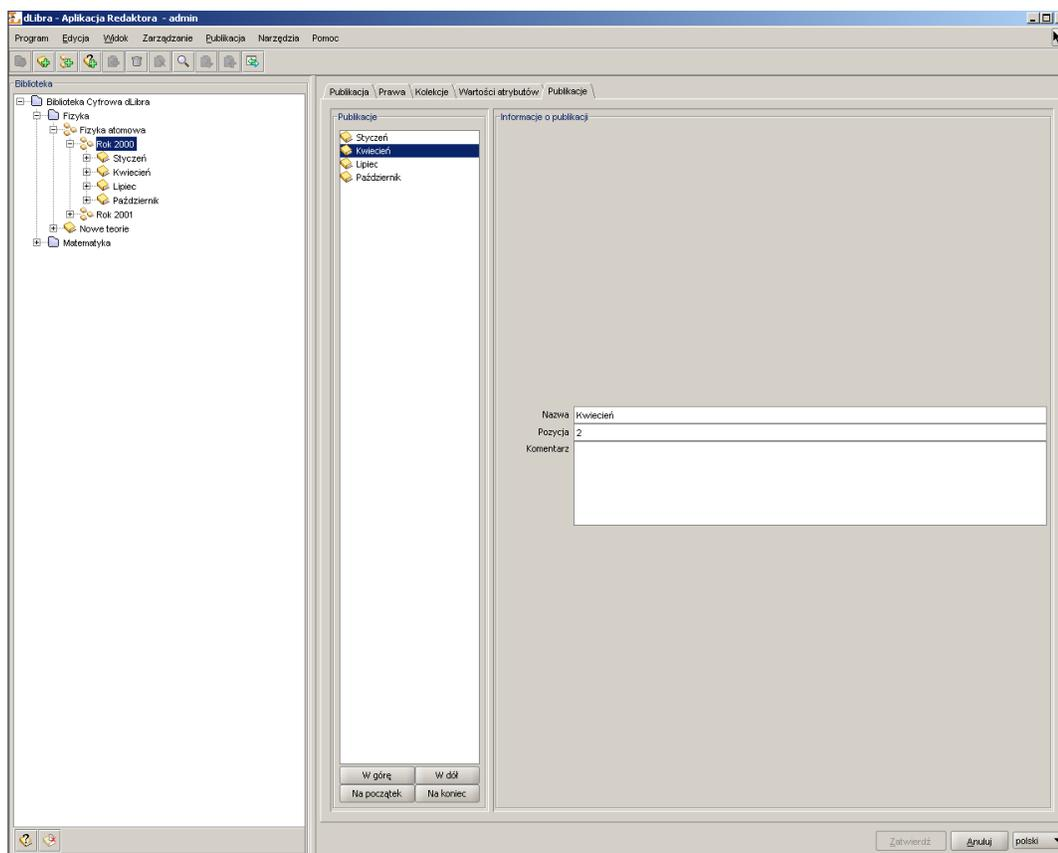 dLibra - Aplikacja Redaktora - admin
Program Edycja Widok Zarządzanie Publikacja Narzędzia Pomoc
Biblioteka
Biblioteka Cyfrowa dLibra
Fizyka
Fizyka atomowa
Rok 2000
Styczeń
Kwiecień
Lipiec
Październik
Rok 2001
Nowe teorie
Matematyka
Publikacja Prawa Kolekcje Wartości atrybutów Publikacje
Publikacje
Styczeń
Kwiecień
Lipiec
Październik
W górę W dół
Na początek Na koniec
Informacje o publikacji
Nazwa Kwiecień
Pozycja 2
Komentarz
Zatwierdź Anuluj polski